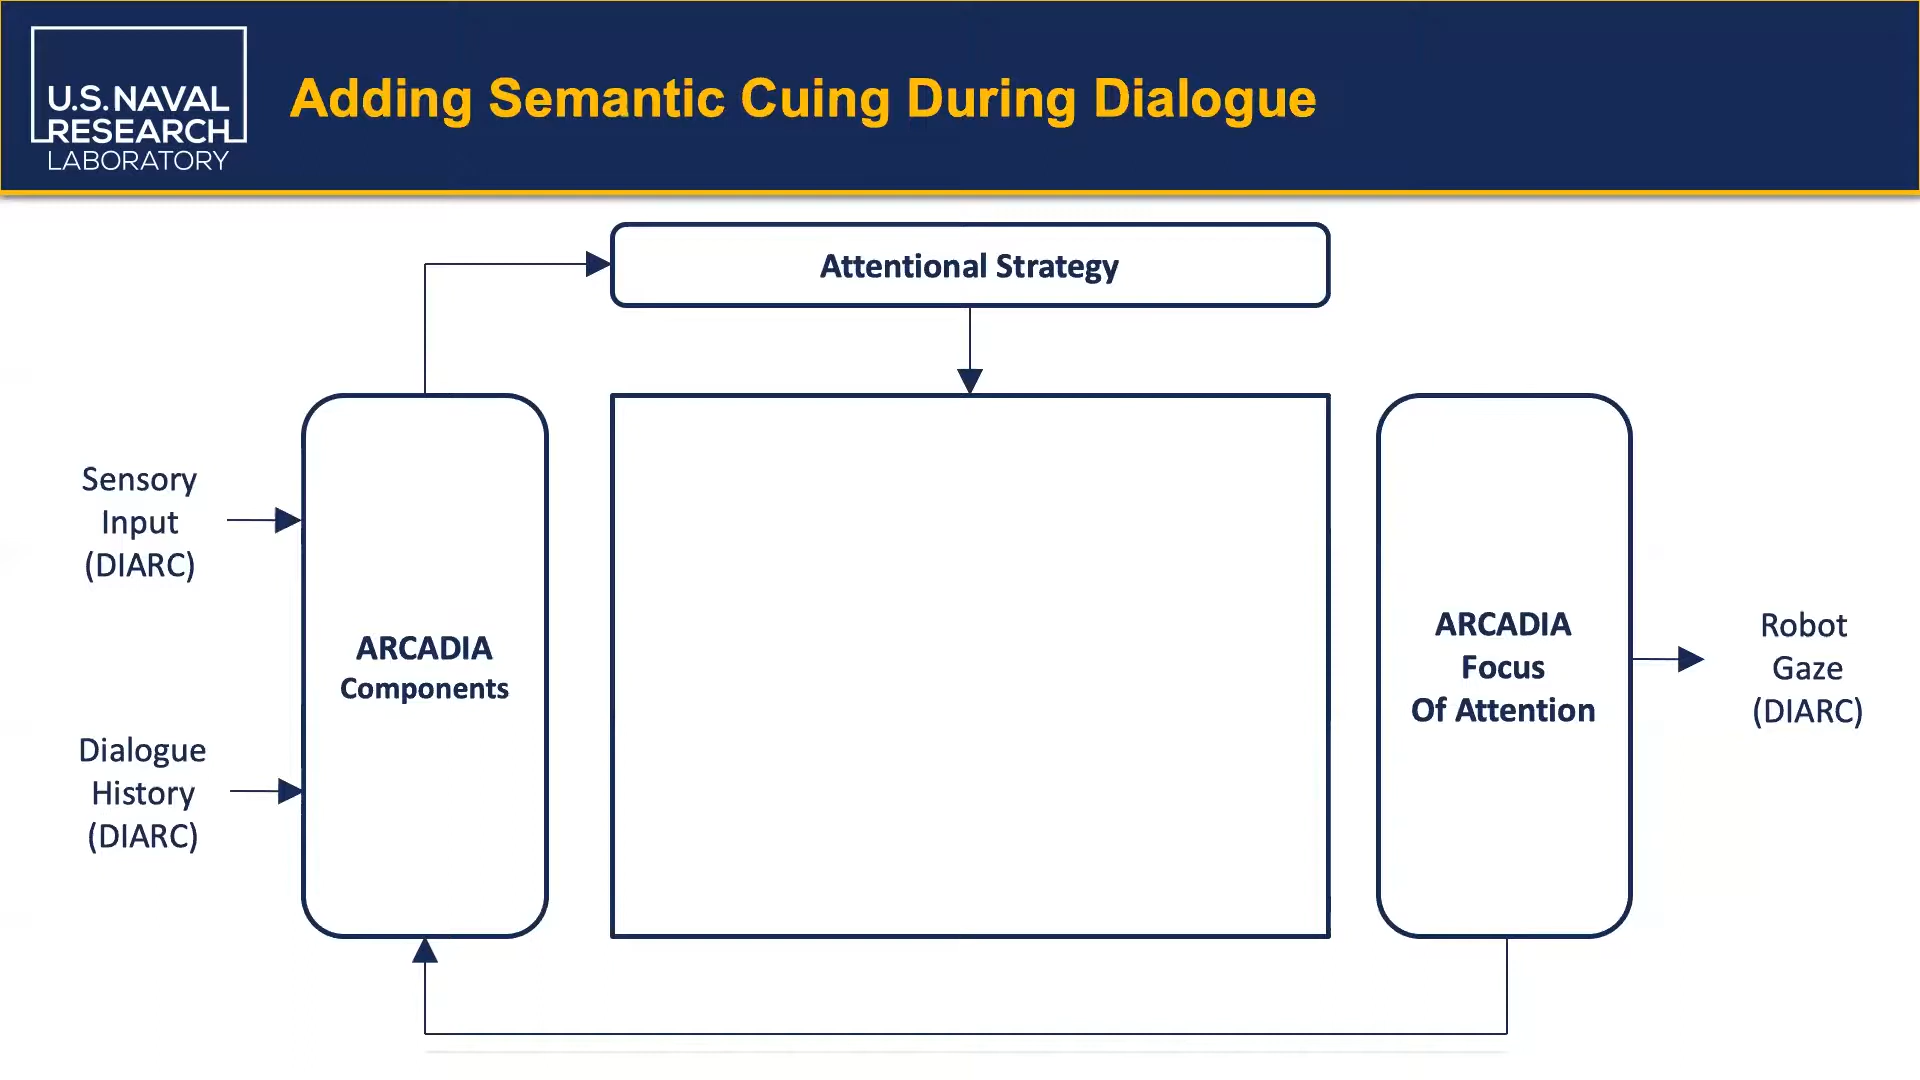 U.S. NAVAL
RESEARCH
LABORATORY
Adding Semantic Cuing During Dialogue
Attentional Strategy
Sensory
Input
(DIARC)
Dialogue
History
(DIARC)
ARCADIA
Components
ARCADIA
Focus
Of Attention
Robot
Gaze
(DIARC)